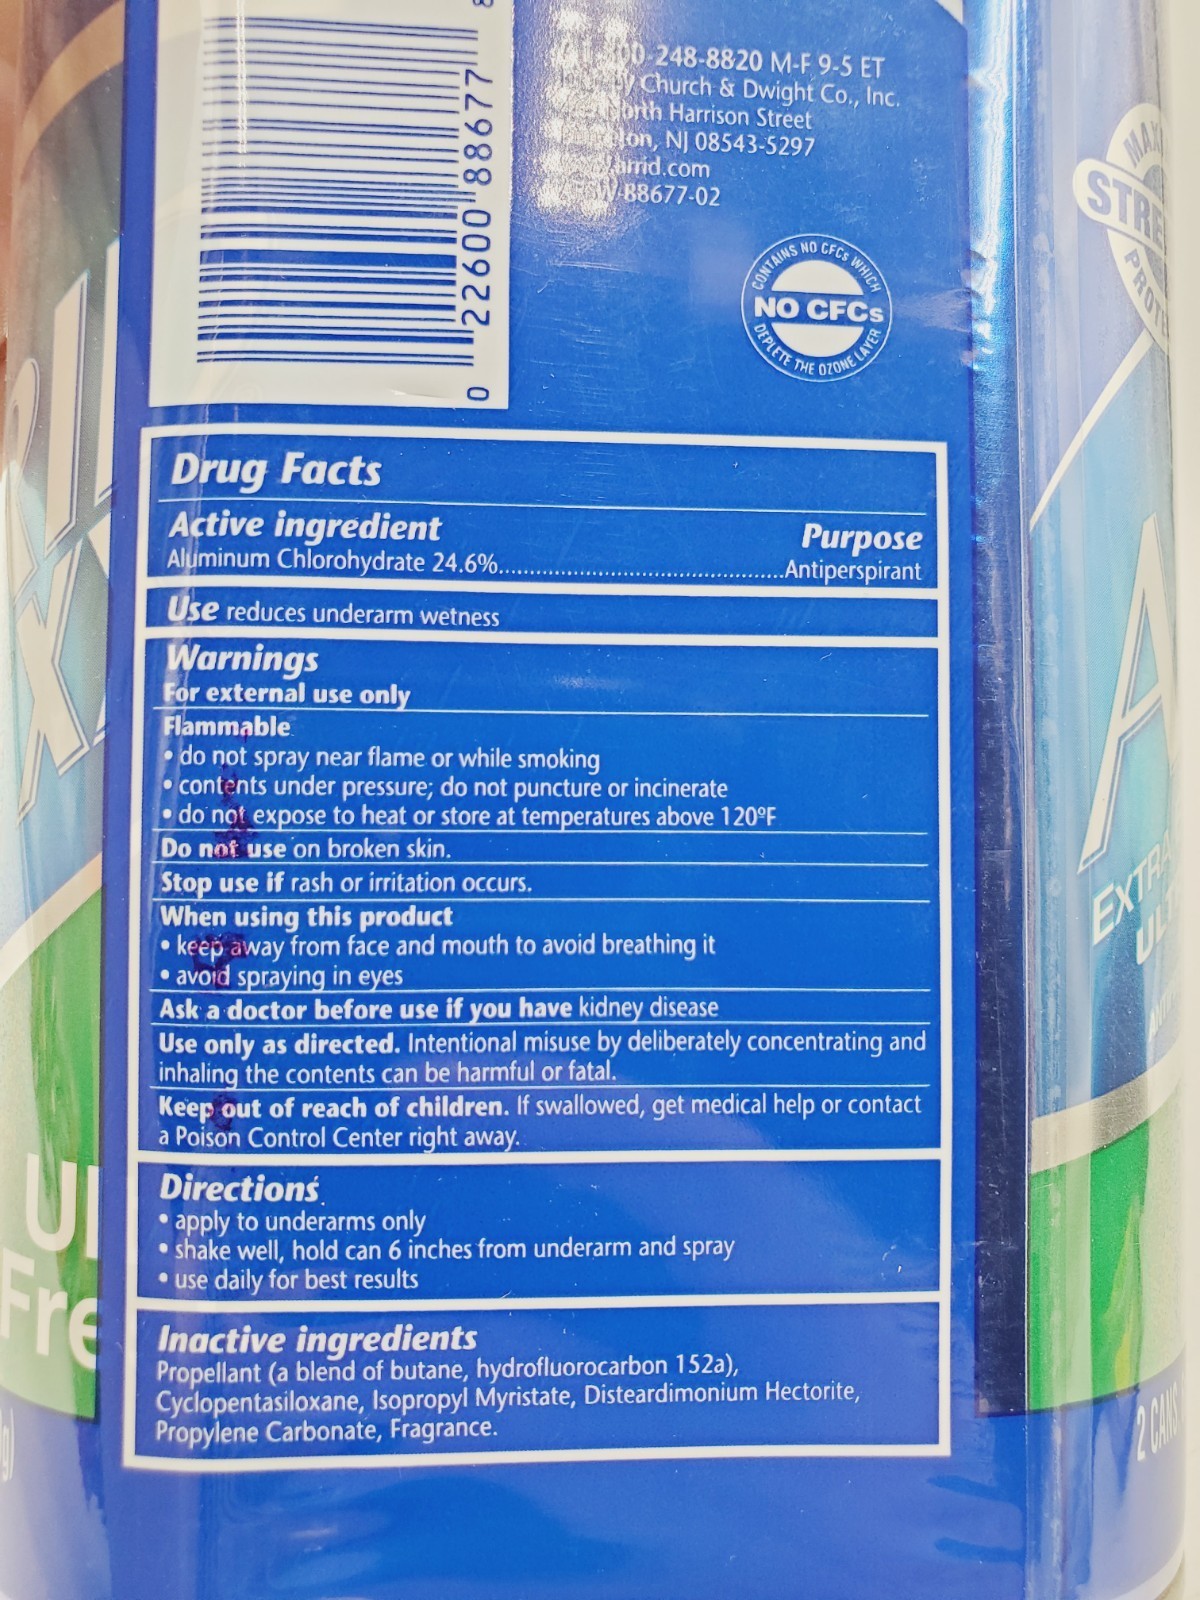 0 22600 88677 8
00-248-8820 M-F 9-5 ET
Church & Dwight Co., Inc.
North Harrison Street
NJ 08543-5297
arrid.com
-88677-02
CONTAINS NO CFCs WHICH
NO CFCs
DEPLETE THE OZONE LAYER
Drug Facts
Active ingredient Purpose
Aluminum Chlorohydrate 24.6%..................................................Antiperspirant
Use reduces underarm wetness
Warnings
For external use only
Flammable
• do not spray near flame or while smoking
• contents under pressure; do not puncture or incinerate
• do not expose to heat or store at temperatures above 120ºF
Do not use on broken skin.
Stop use if rash or irritation occurs.
When using this product
• keep away from face and mouth to avoid breathing it
• avoid spraying in eyes
Ask a doctor before use if you have kidney disease
Use only as directed. Intentional misuse by deliberately concentrating and
inhaling the contents can be harmful or fatal.
Keep out of reach of children. If swallowed, get medical help or contact
a Poison Control Center right away.
Directions
• apply to underarms only
• shake well, hold can 6 inches from underarm and spray
• use daily for best results
Inactive ingredients
Propellant (a blend of butane, hydrofluorocarbon 152a),
Cyclopentasiloxane, Isopropyl Myristate, Disteardimonium Hectorite,
Propylene Carbonate, Fragrance.
MAX
STRE
PROTE
A
EXTRA
ULT
2 CANS
XX
Ul
Fre
g)